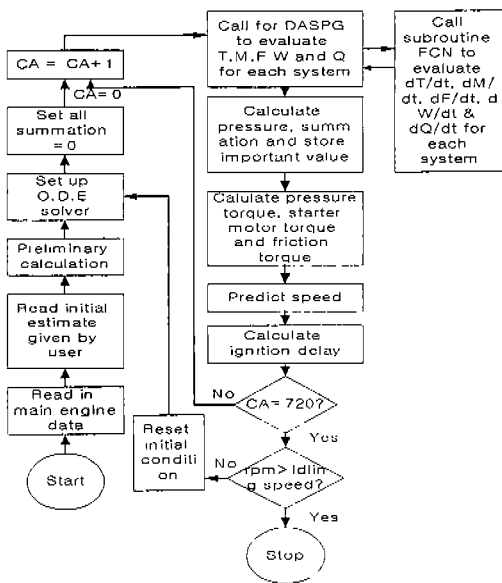 CA = CA+ 1
CA= 0
Set all
summation
= 0
Set up
O.D.E
solver
Preliminary
calculation
Read initial
estimate
given by
user
Read in
main engine
data
Start
Call for DASPG
to evaluate
T,M,F W and Q
for each system
Call
subroutine
FCN to
evaluate
dT/dt, dM/
dt, dF/dt, d
W/dt &
dQ/dt for
each
system
Calculate
pressure, summ
ation and store
important value
Calulate pressure
torque, starter
motor torque
and friction
torque
Predict speed
Calculate
ignition delay
No
CA= 720?
Yes
Reset
initial
conditi
on
No
rpm> Idlin
g speed?
Yes
Stop